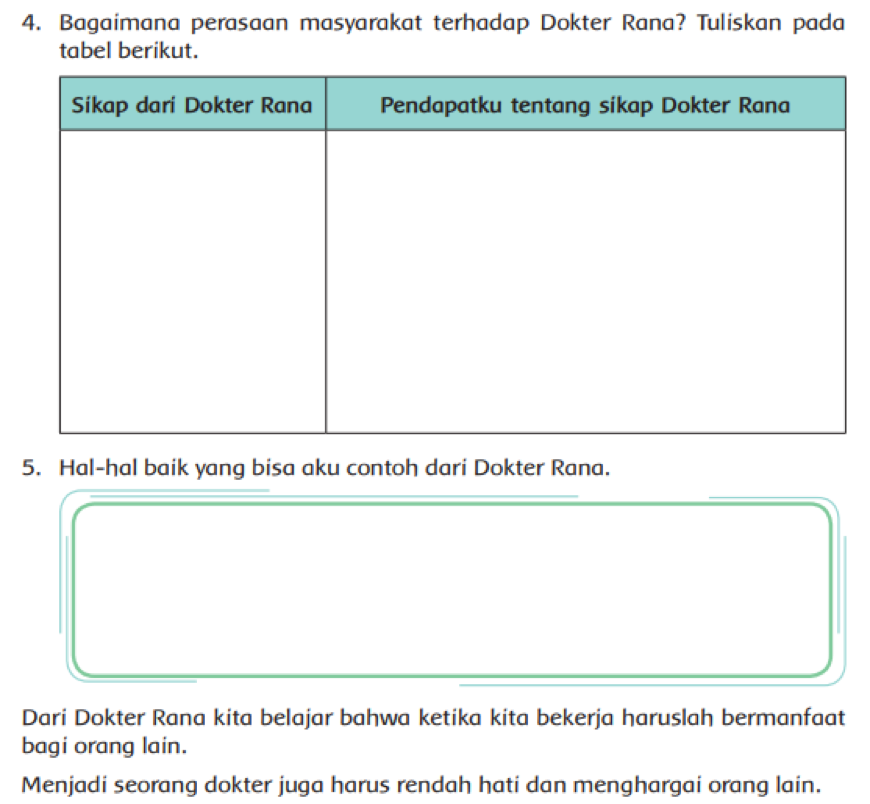 4. Bagaimana perasaan masyarakat terhadap Dokter Rana? Tuliskan pada
tabel berikut.
Sikap dari Dokter Rana
Pendapatku tentang sikap Dokter Rana
5. Hal-hal baik yang bisa aku contoh dari Dokter Rana.
Dari Dokter Rana kita belajar bahwa ketika kita bekerja haruslah bermanfaat
bagi orang lain.
Menjadi seorang dokter juga harus rendah hati dan menghargai orang lain.